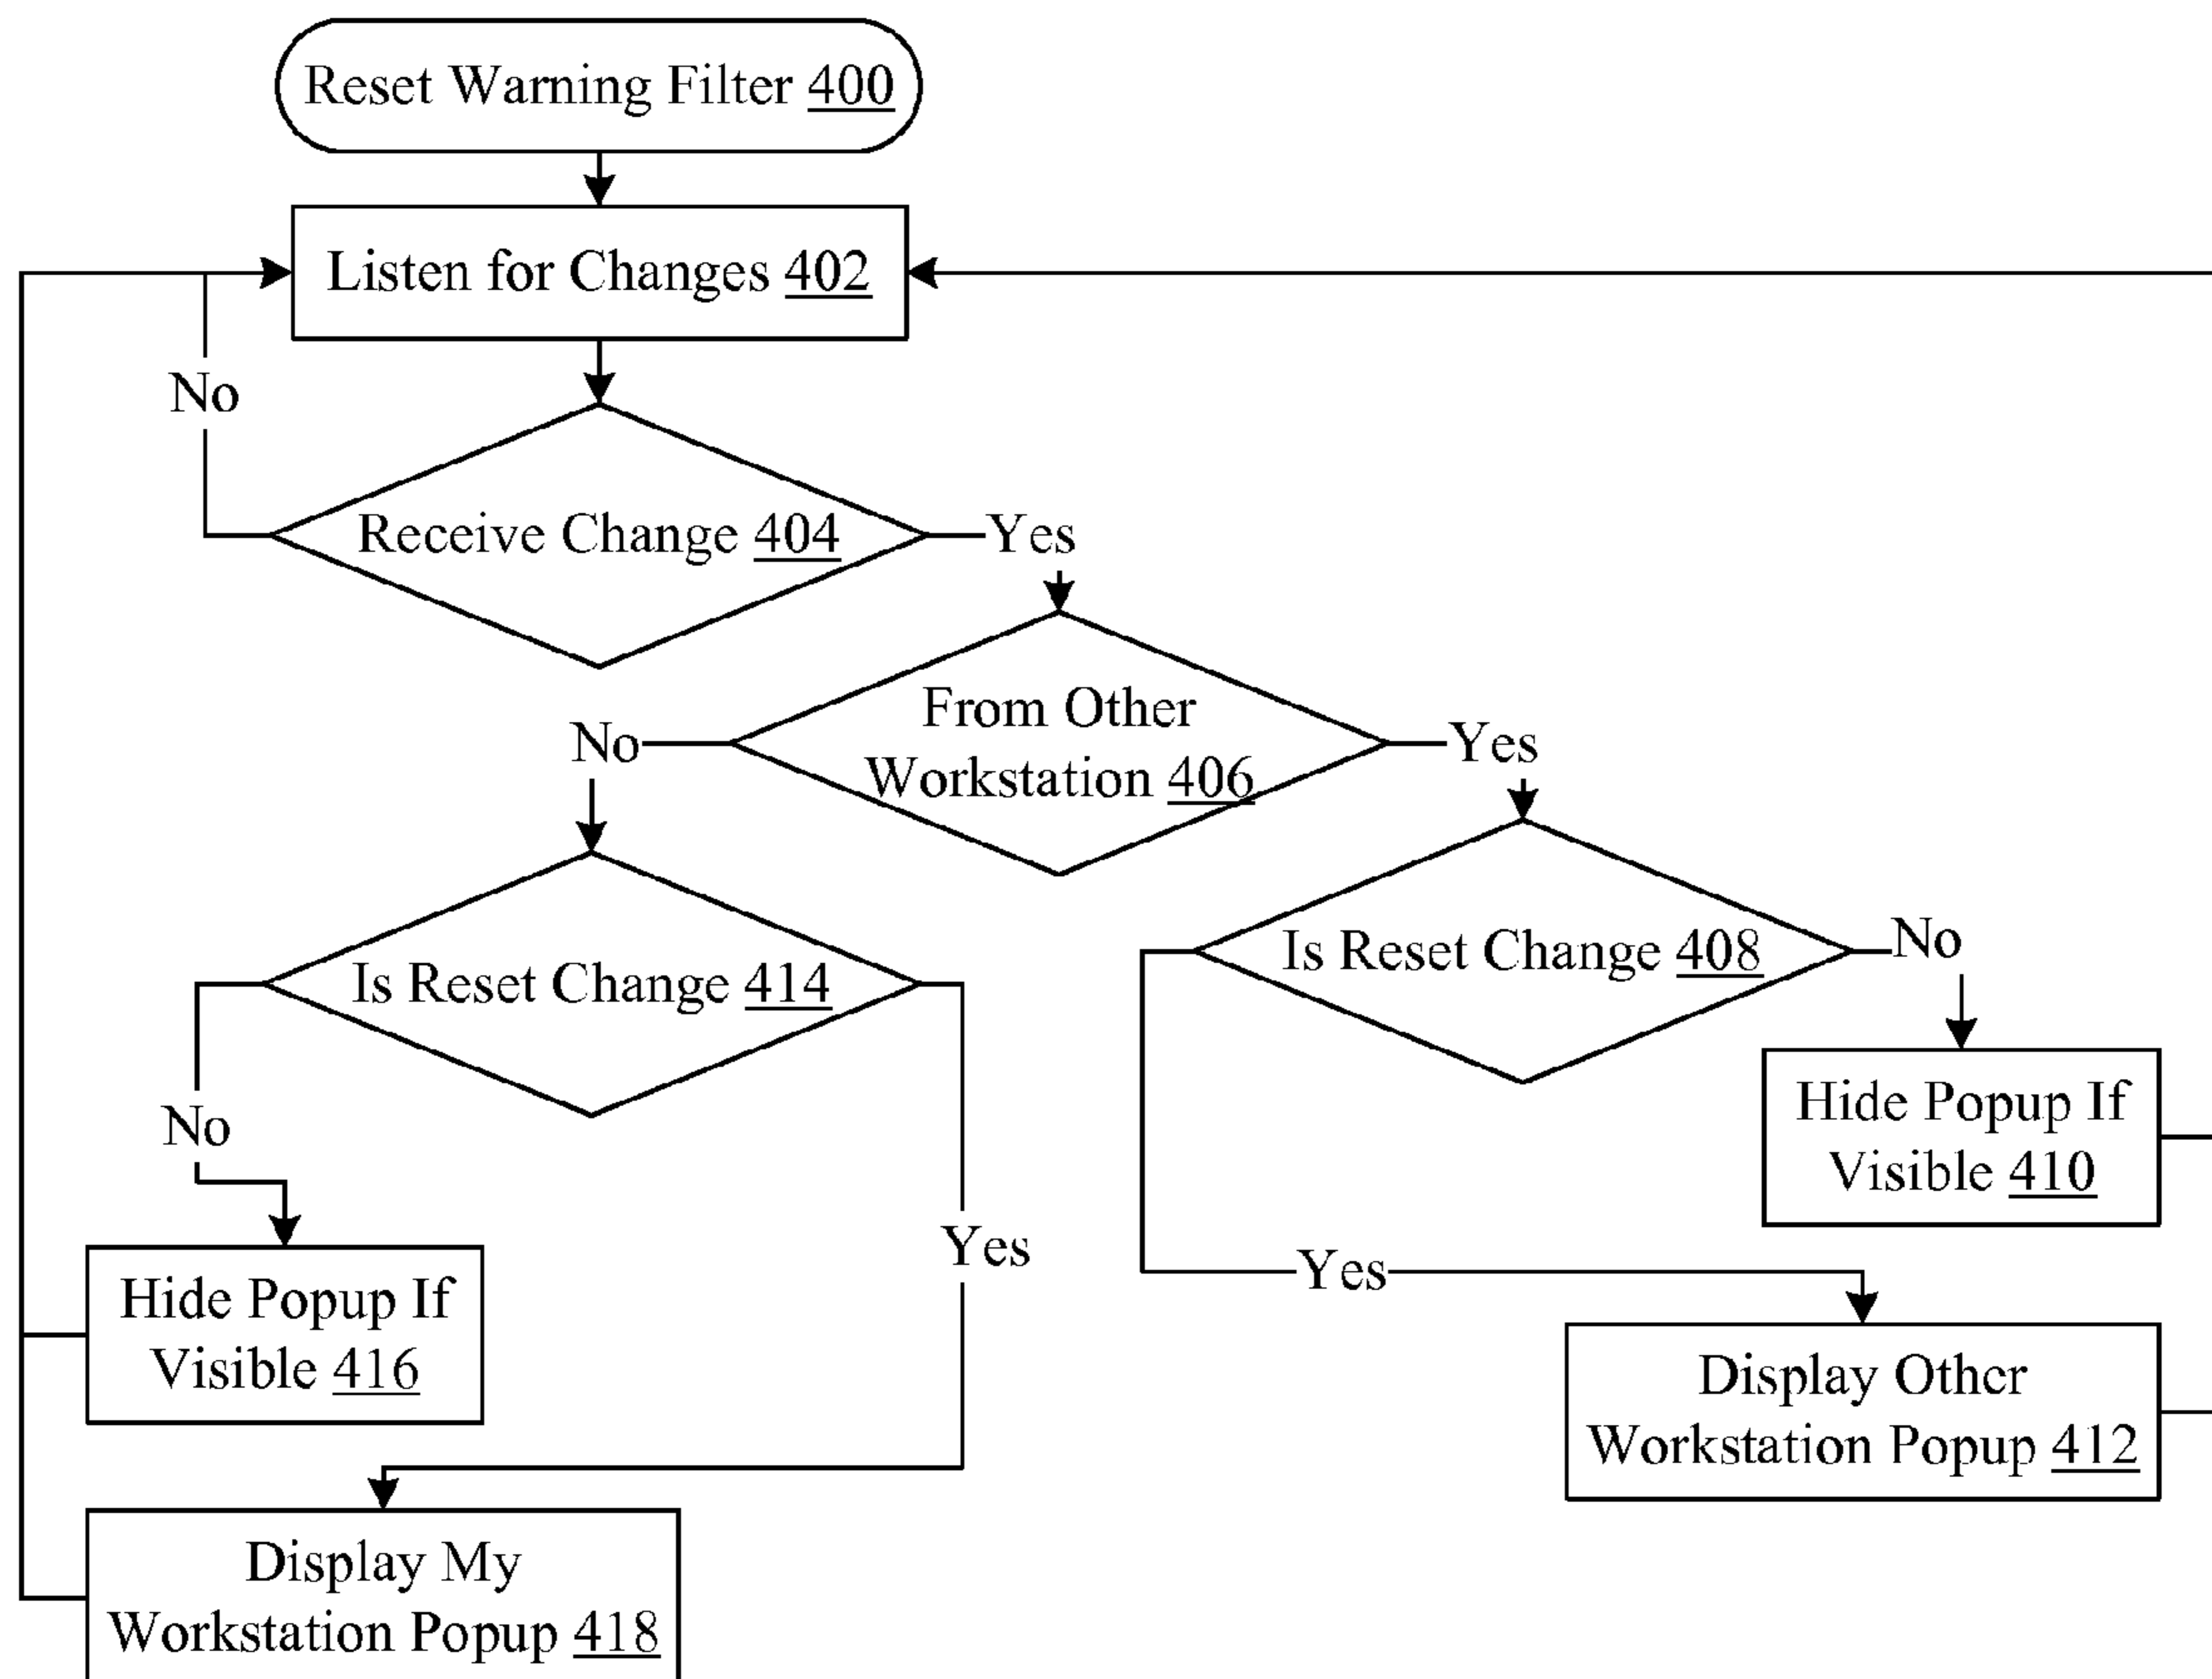 Reset Warning Filter 400
Listen for Changes 402
No
Receive Change 404
Yes
From Other
Workstation 406
No
Yes
Is Reset Change 408
No
Is Reset Change 414
Hide Popup If
Visible 410
No
Yes
Yes
Hide Popup If
Visible 416
Display Other
Workstation Popup 412
Display My
Workstation Popup 418